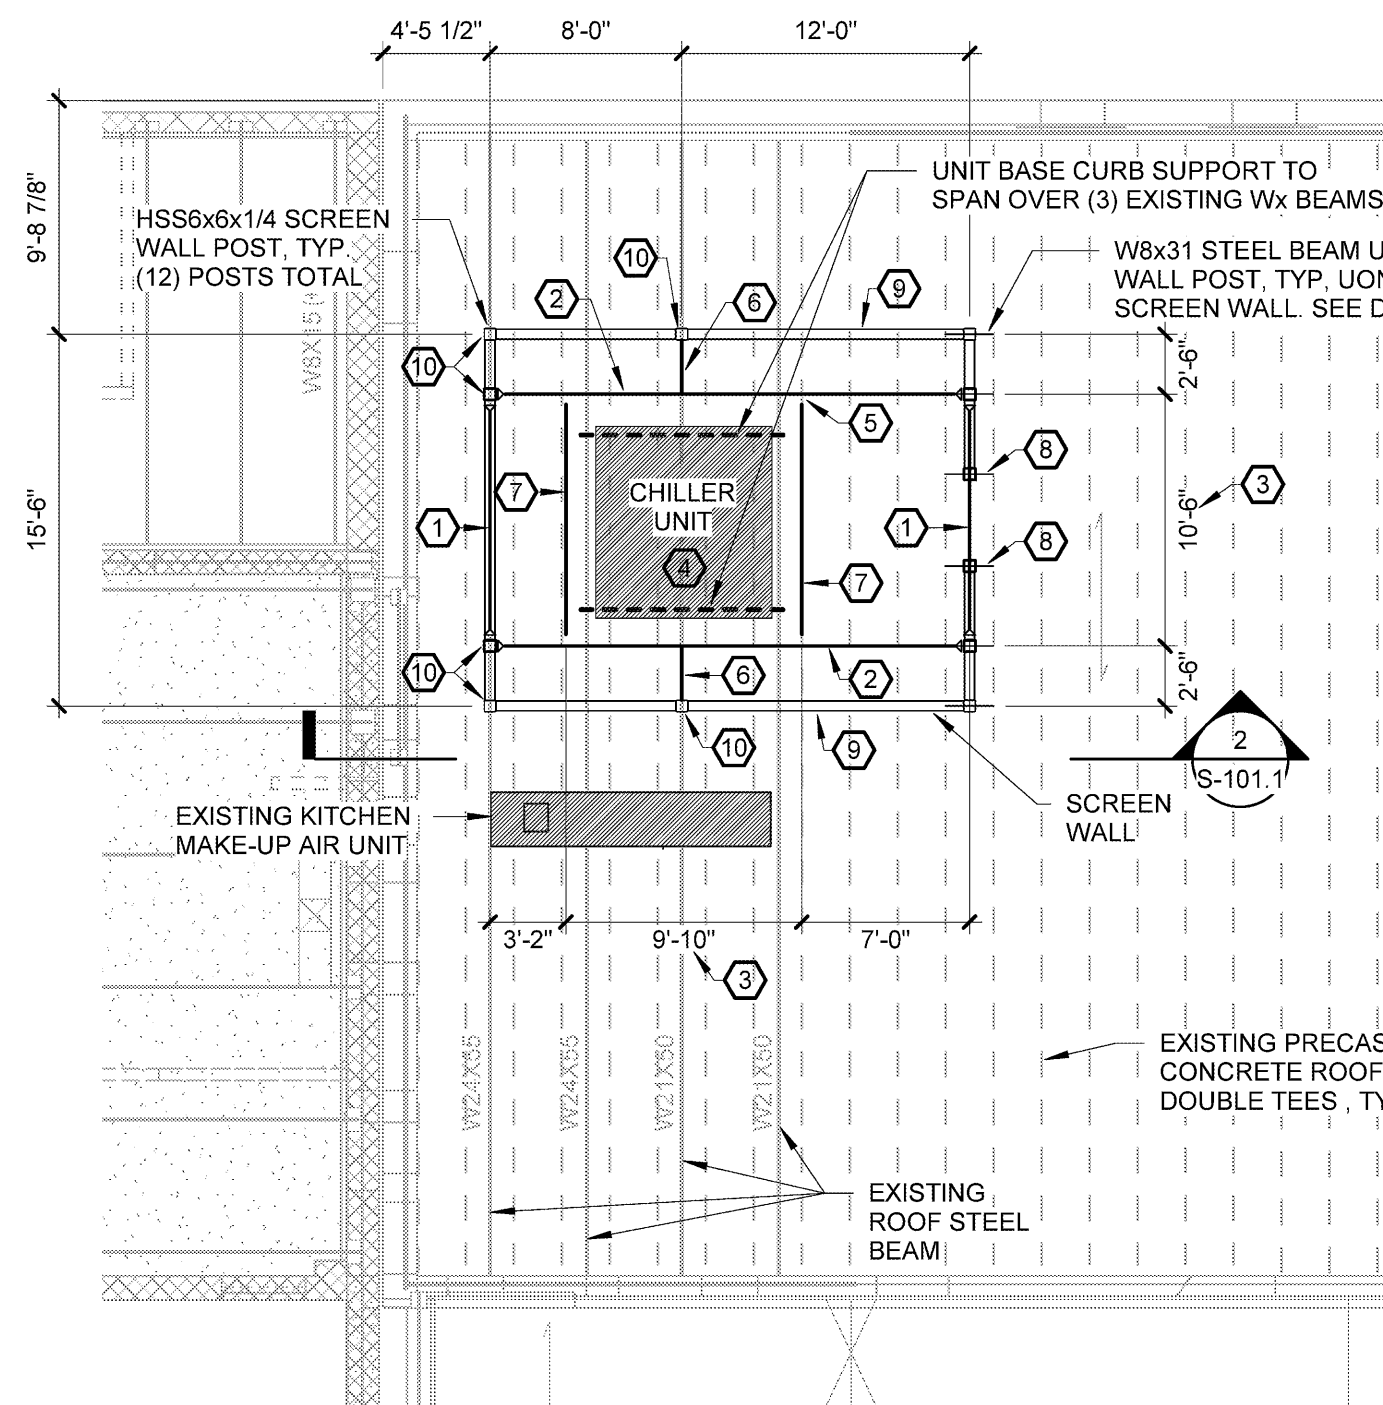 4'-5 1/2"
8'-0"
12'-0"
9'-8 7/8"
15'-6"
HSS6x6x1/4 SCREEN
WALL POST, TYP.
(12) POSTS TOTAL
UNIT BASE CURB SUPPORT TO
SPAN OVER (3) EXISTING Wx BEAMS
W8x31 STEEL BEAM U
WALL POST, TYP, UON
SCREEN WALL. SEE D
W8X15
10
2
6
9
10
5
8
7
CHILLER
UNIT
4
1
1
3
8
7
10
6
2
10
9
2'-6"
10'-6"
2'-6"
2
S-101.1
SCREEN
WALL
EXISTING KITCHEN
MAKE-UP AIR UNIT
3'-2"
9'-10"
7'-0"
3
W24X55
W24X55
W21X50
W21X50
EXISTING PRECAS
CONCRETE ROOF
DOUBLE TEES , TY
EXISTING
ROOF STEEL
BEAM